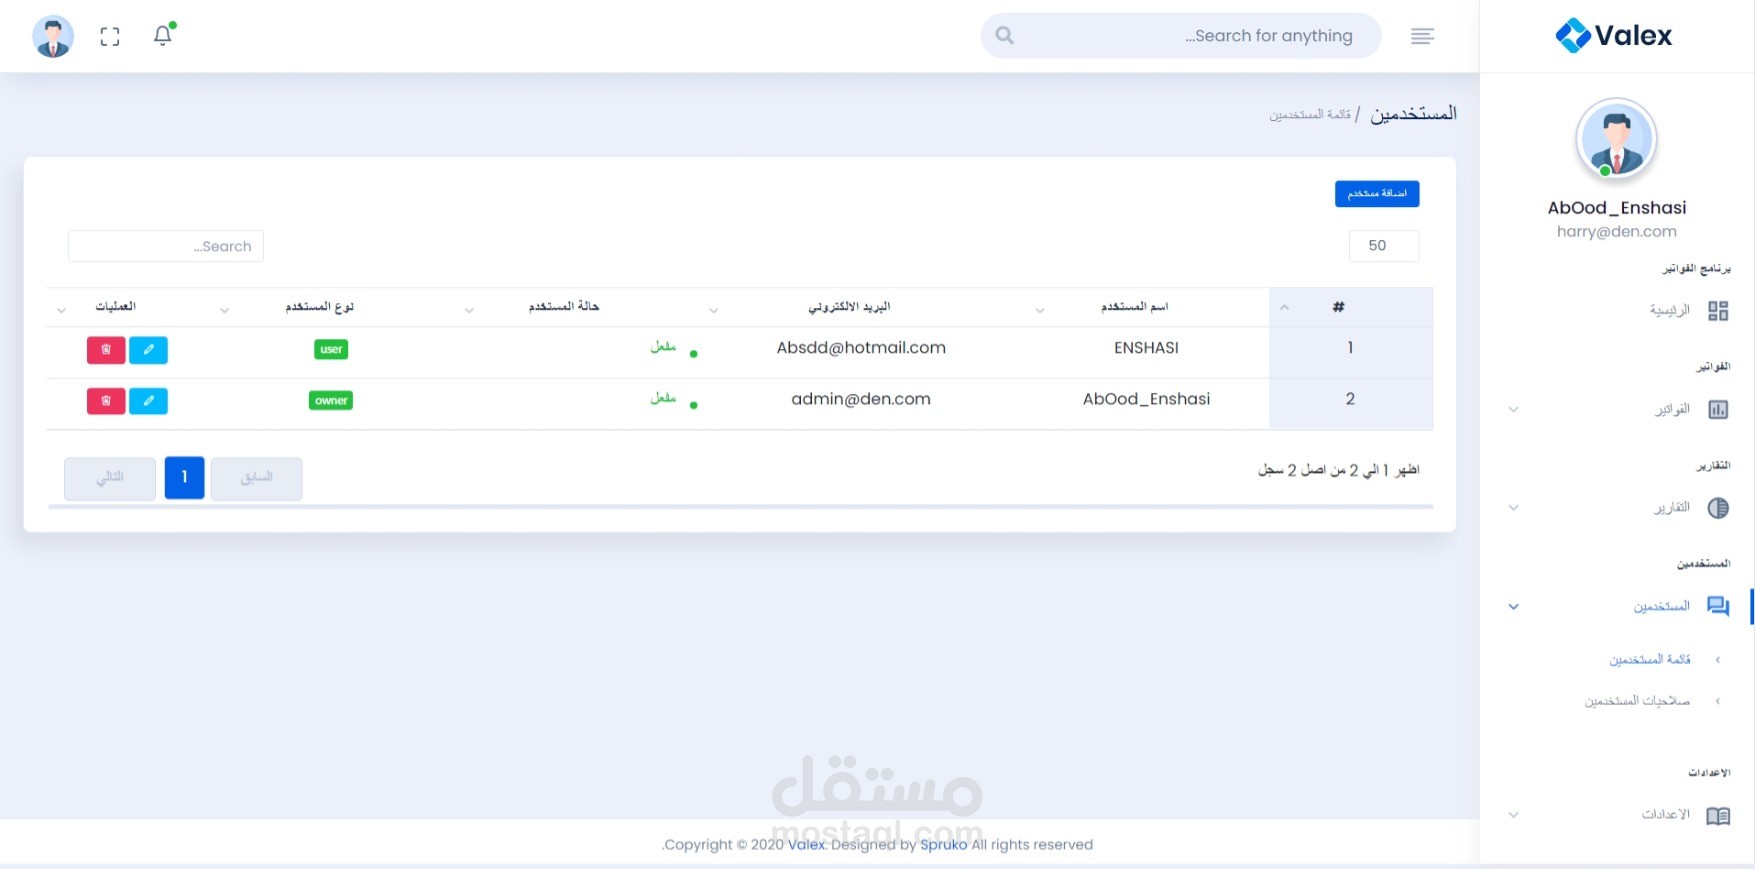 Valex
Search for anything...
AbOod_Enshasi
harry@den.com
برنامج الفواتير
الرئيسية
الفواتير
الفواتير
التقارير
التقارير
المستخدمين
المستخدمين
قائمة المستخدمين
صلاحيات المستخدمين
الاعدادات
الاعدادات
المستخدمين / قائمة المستخدمين
اضافة مستخدم
50
Search...
# اسم المستخدم البريد الالكتروني حالة المستخدم نوع المستخدم العمليات
1 ENSHASI Absdd@hotmail.com مفعل user
2 AbOod_Enshasi admin@den.com مفعل owner
اظهر 1 الي 2 من اصل 2 سجل
السابق 1 التالي
مستقل
mostaql.com
Copyright © 2020 Valex. Designed by Spruko All rights reserved.